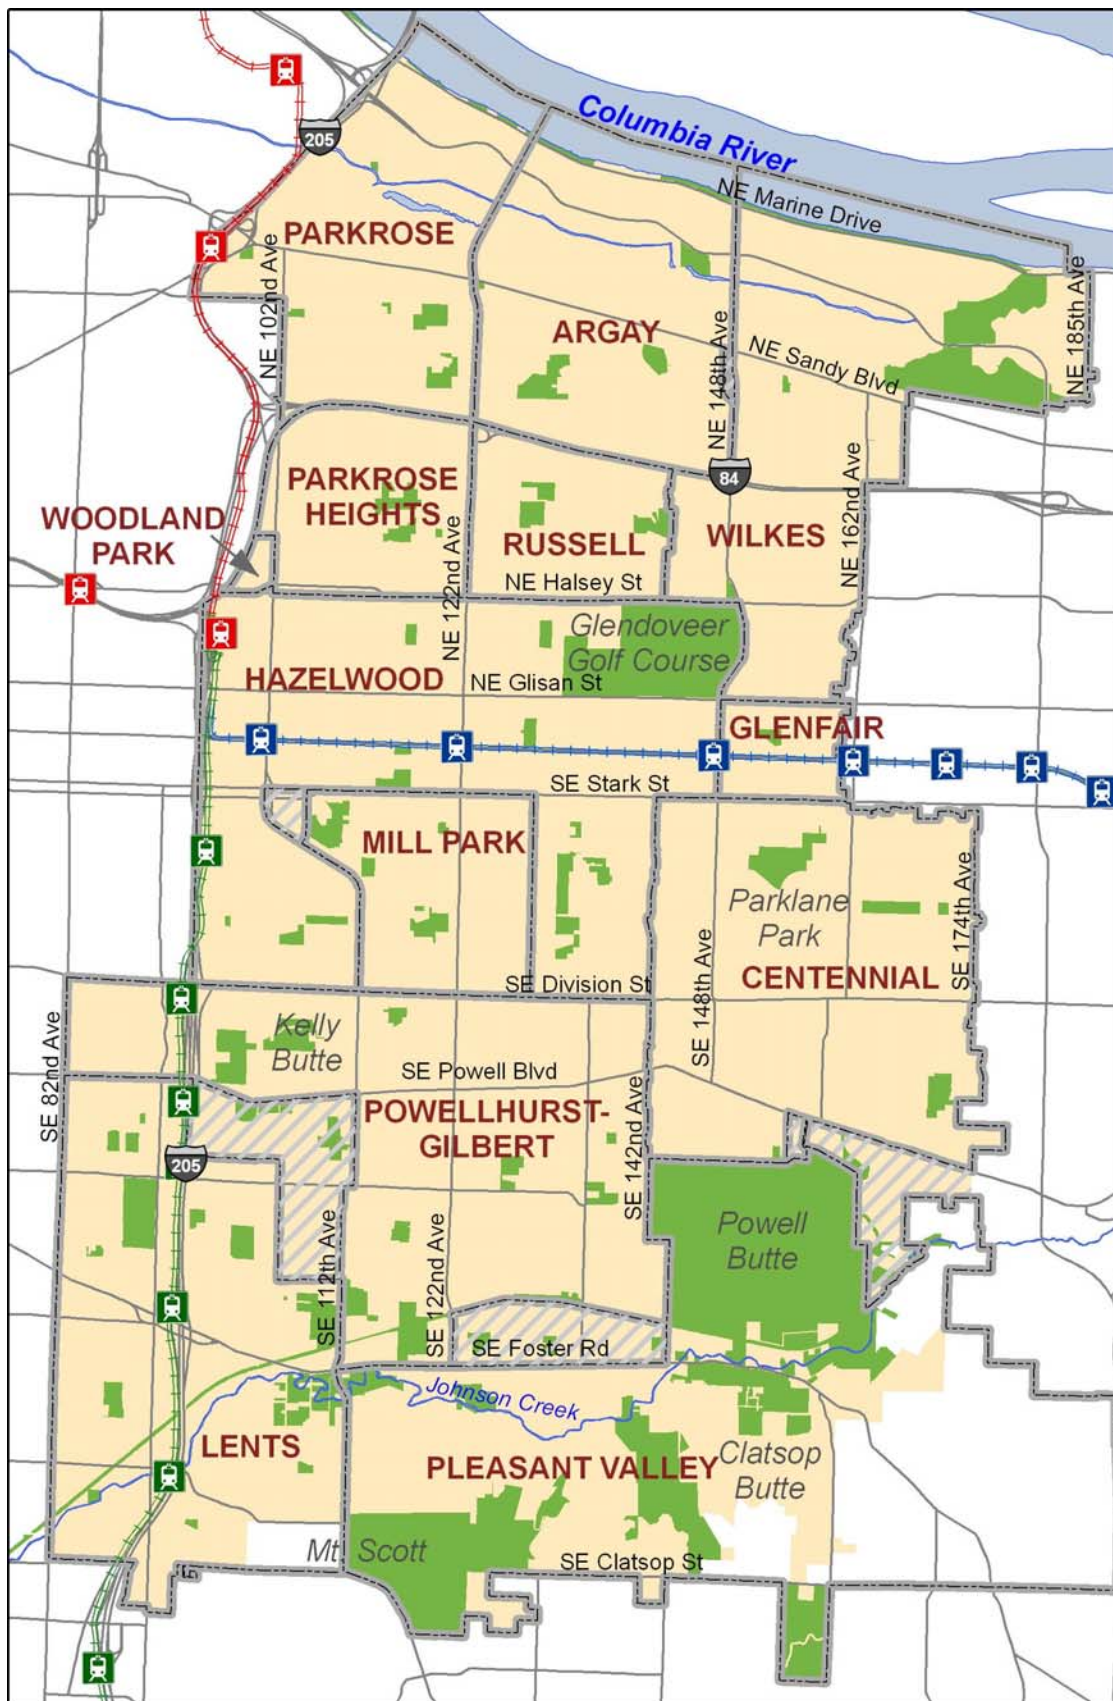 Columbia River
205
NE Marine Drive
PARKROSE
NE 102nd Ave
NE 185th Ave
ARGAY
NE 148th Ave
NE Sandy Blvd
PARKROSE
HEIGHTS
84
NE 162nd Ave
WOODLAND
PARK
NE 122nd Ave
RUSSELL
WILKES
NE Halsey St
Glendoveer
Golf Course
HAZELWOOD
NE Glisan St
GLENFAIR
SE Stark St
MILL PARK
Parklane
Park
SE 174th Ave
SE Division St
SE 148th Ave
CENTENNIAL
Kelly
Butte
SE 82nd Ave
SE Powell Blvd
POWELLHURST-
GILBERT
SE 142nd Ave
205
Powell
Butte
SE 112th Ave
SE 122nd Ave
SE Foster Rd
Johnson Creek
LENTS
PLEASANT VALLEY
Clatsop
Butte
Mt. Scott
SE Clatsop St